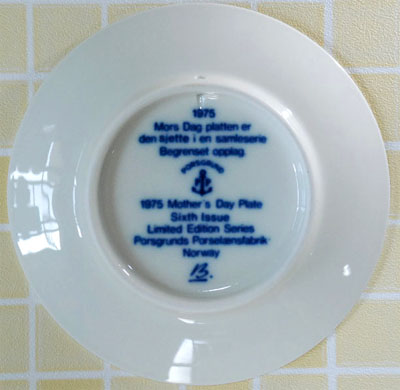 1975
Mors Dag platten er
den sjette i en samleserie
Begrenset opplag.
PORSGRUND
1975 Mother's Day Plate
Sixth Issue
Limited Edition Series
Porsgrunds Porselænsfabrik
Norway
B.